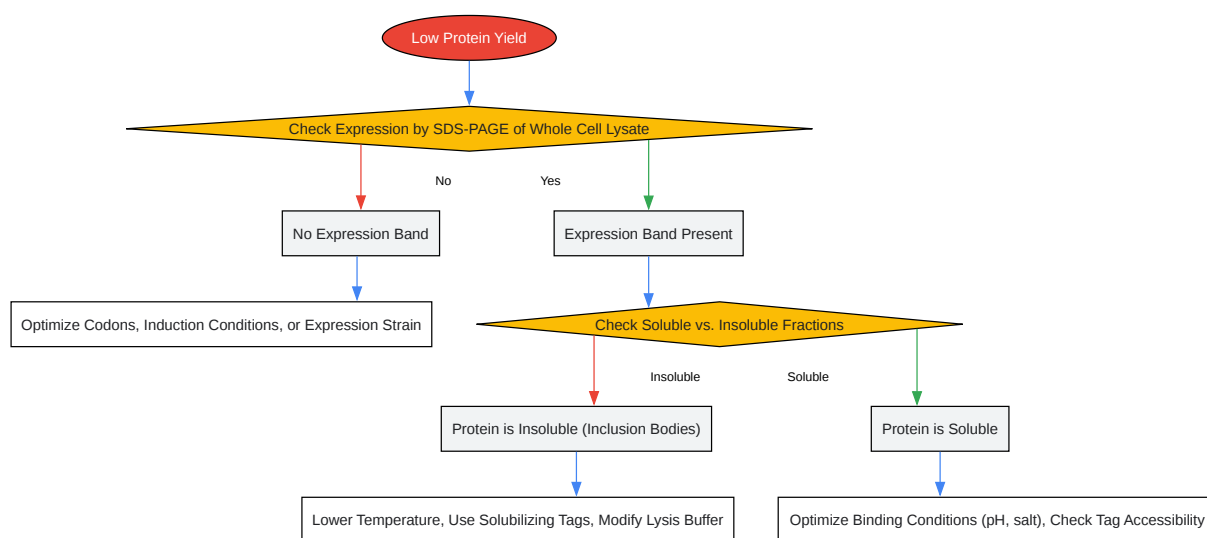 Low Protein Yield
Check Expression by SDS-PAGE of Whole Cell Lysate
No
Yes
No Expression Band
Expression Band Present
Optimize Codons, Induction Conditions, or Expression Strain
Check Soluble vs. Insoluble Fractions
Insoluble
Soluble
Protein is Insoluble (Inclusion Bodies)
Protein is Soluble
Lower Temperature, Use Solubilizing Tags, Modify Lysis Buffer
Optimize Binding Conditions (pH, salt), Check Tag Accessibility